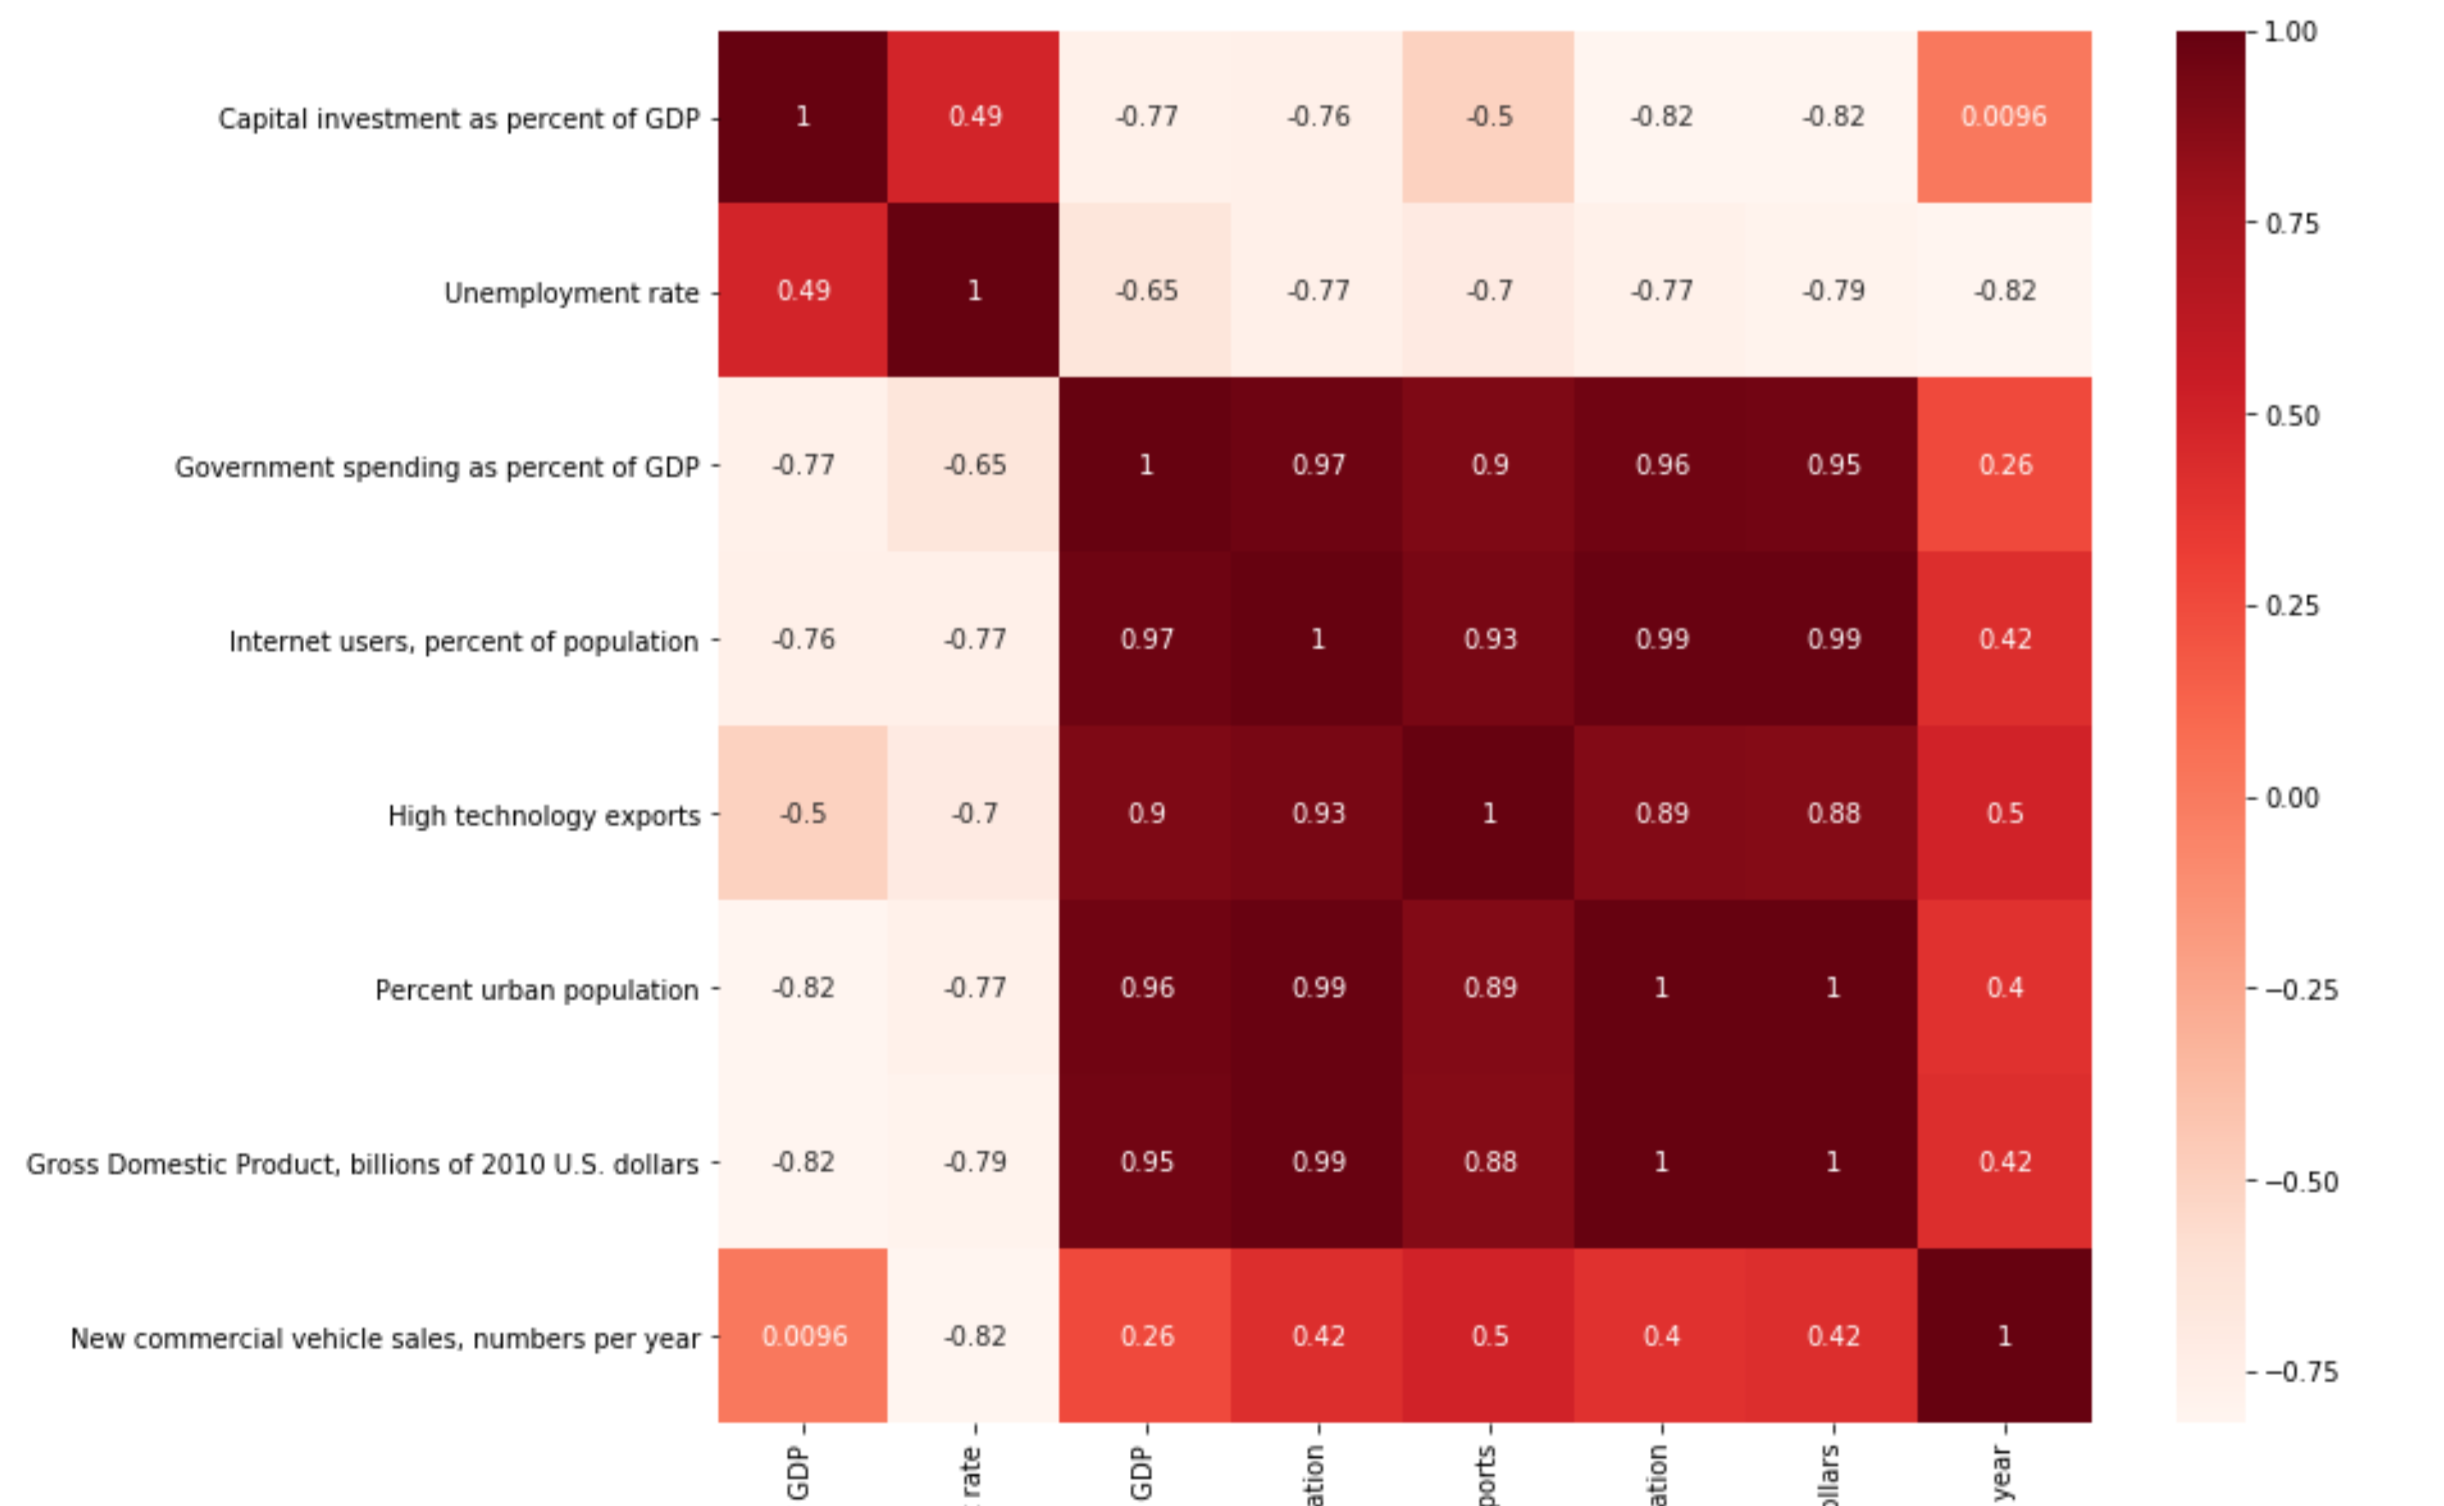 Capital investment as percent of GDP 1 0.49 -0.77 -0.76 -0.5 -0.82 -0.82 0.0096
Unemployment rate 0.49 1 -0.65 -0.77 -0.7 -0.77 -0.79 -0.82
Government spending as percent of GDP -0.77 -0.65 1 0.97 0.9 0.96 0.95 0.26
Internet users, percent of population -0.76 -0.77 0.97 1 0.93 0.99 0.99 0.42
High technology exports -0.5 -0.7 0.9 0.93 1 0.89 0.88 0.5
Percent urban population -0.82 -0.77 0.96 0.99 0.89 1 1 0.4
Gross Domestic Product, billions of 2010 U.S. dollars -0.82 -0.79 0.95 0.99 0.88 1 1 0.42
New commercial vehicle sales, numbers per year 0.0096 -0.82 0.26 0.42 0.5 0.4 0.42 1
GDP
rate
GDP
ation
ports
ation
ollars
year
1.00
0.75
0.50
0.25
0.00
−0.25
−0.50
−0.75